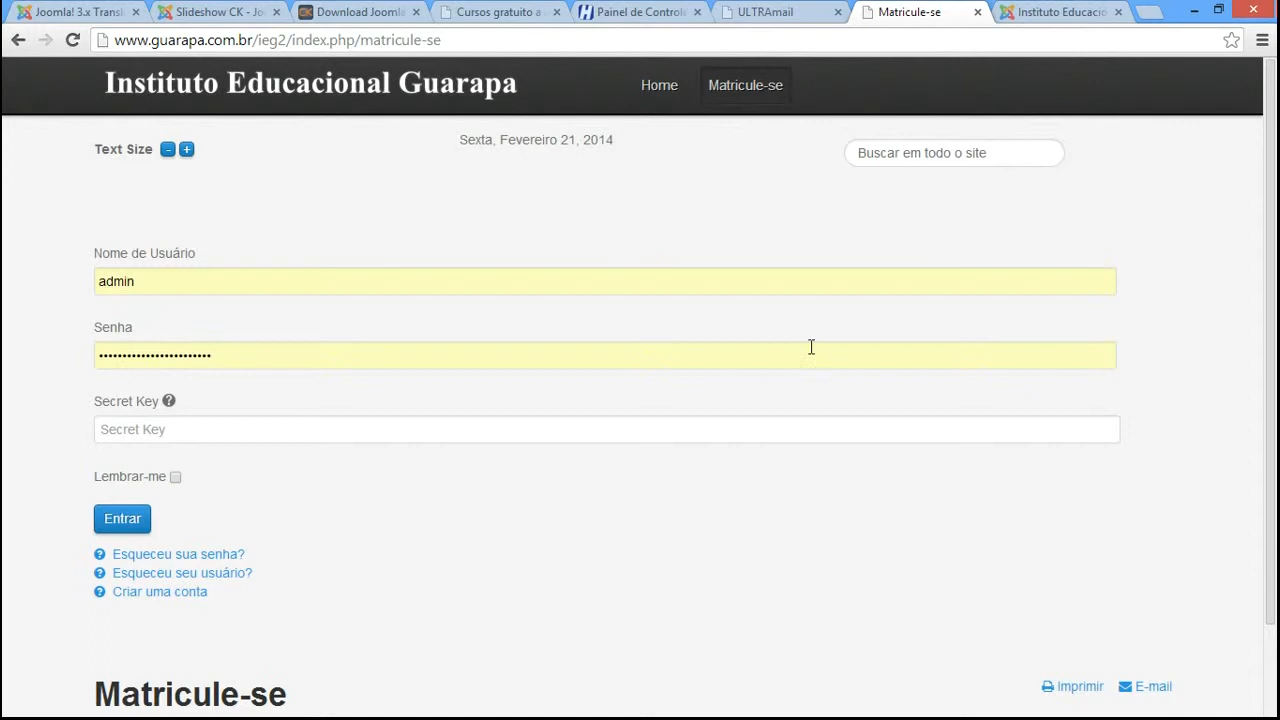 Joomla! 3.x Transl
Slideshow CK - Jo
Download Joomla
Cursos gratuito a
Painel de Controle
ULTRAmail
Matricule-se
Instituto Educacio
www.guarapa.com.br/ieg2/index.php/matricule-se
Instituto Educacional Guarapa
Home
Matricule-se
Text Size - +
Sexta, Fevereiro 21, 2014
Buscar em todo o site
Nome de Usuário
admin
Senha
Secret Key
Secret Key
Lembrar-me
Entrar
Esqueceu sua senha?
Esqueceu seu usuário?
Criar uma conta
Matricule-se
Imprimir
E-mail